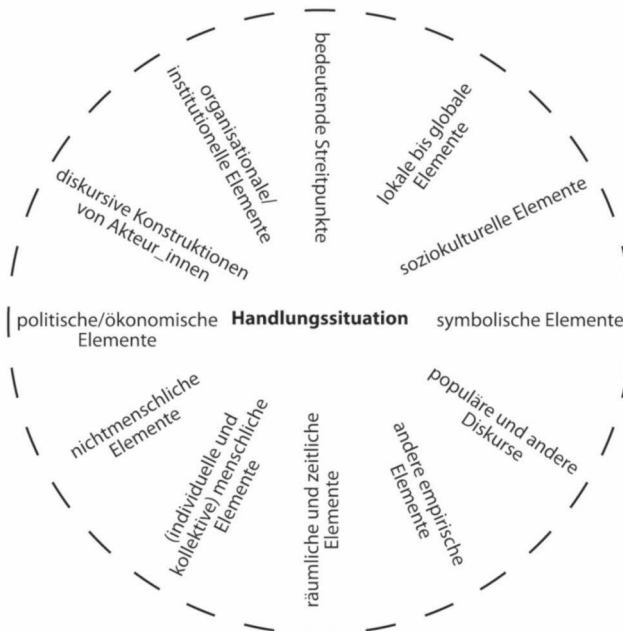 bedeutende Streitpunkte
lokale bis globale
Elemente
soziokulturelle Elemente
symbolische Elemente
populäre und andere
Diskurse
andere empirische
Elemente
räumliche und zeitliche
Elemente
(individuelle und
kollektive) menschliche
Elemente
nichtmenschliche
Elemente
politische/ökonomische
Elemente
diskursive Konstruktionen
von Akteur_innen
organisationale/
institutionelle Elemente
Handlungssituation